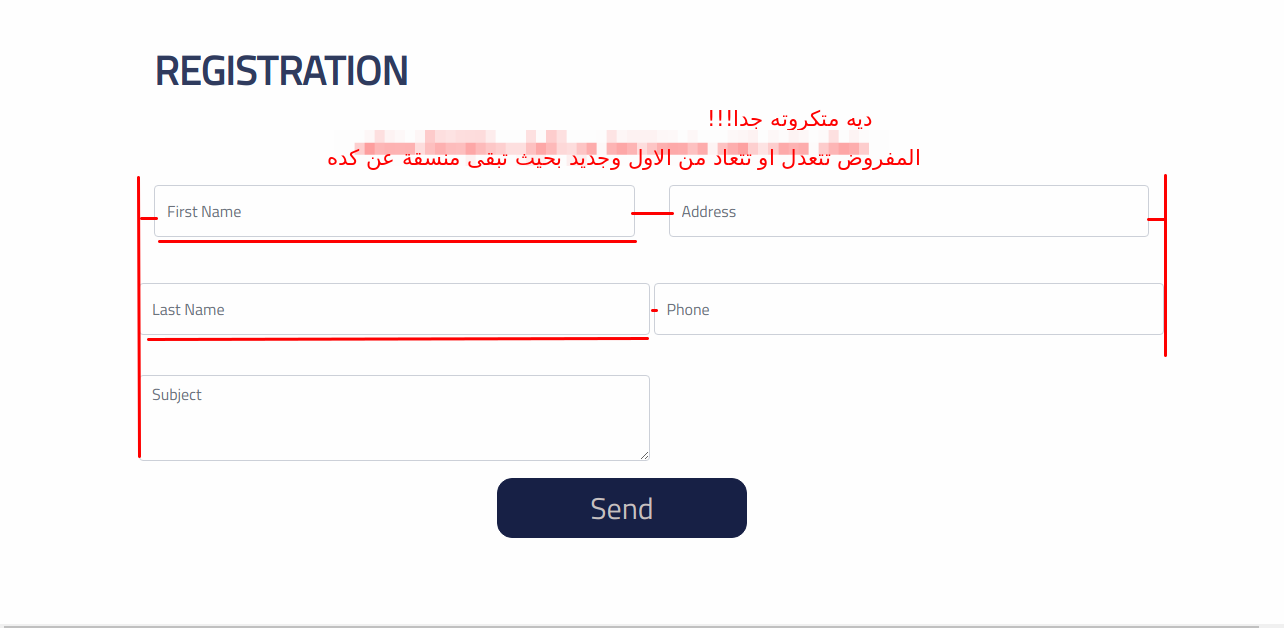 REGISTRATION
ديه متكروته جدا!!!
المفروض تتعدل او تتعاد من الاول وجديد بحيث تبقى منسقة عن كده
First Name
Address
Last Name
Phone
Subject
Send